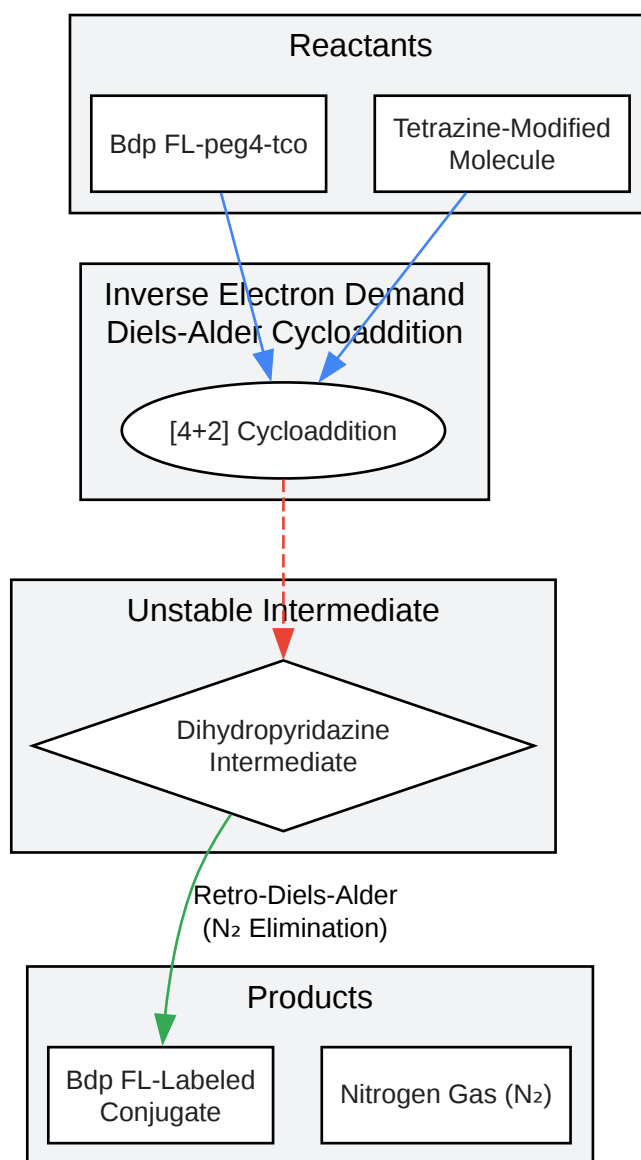 Reactants
Bdp FL-peg4-tco
Tetrazine-Modified
Molecule
Inverse Electron Demand
Diels-Alder Cycloaddition
[4+2] Cycloaddition
Unstable Intermediate
Dihydropyridazine
Intermediate
Retro-Diels-Alder
(N₂ Elimination)
Products
Bdp FL-Labeled
Conjugate
Nitrogen Gas (N₂)